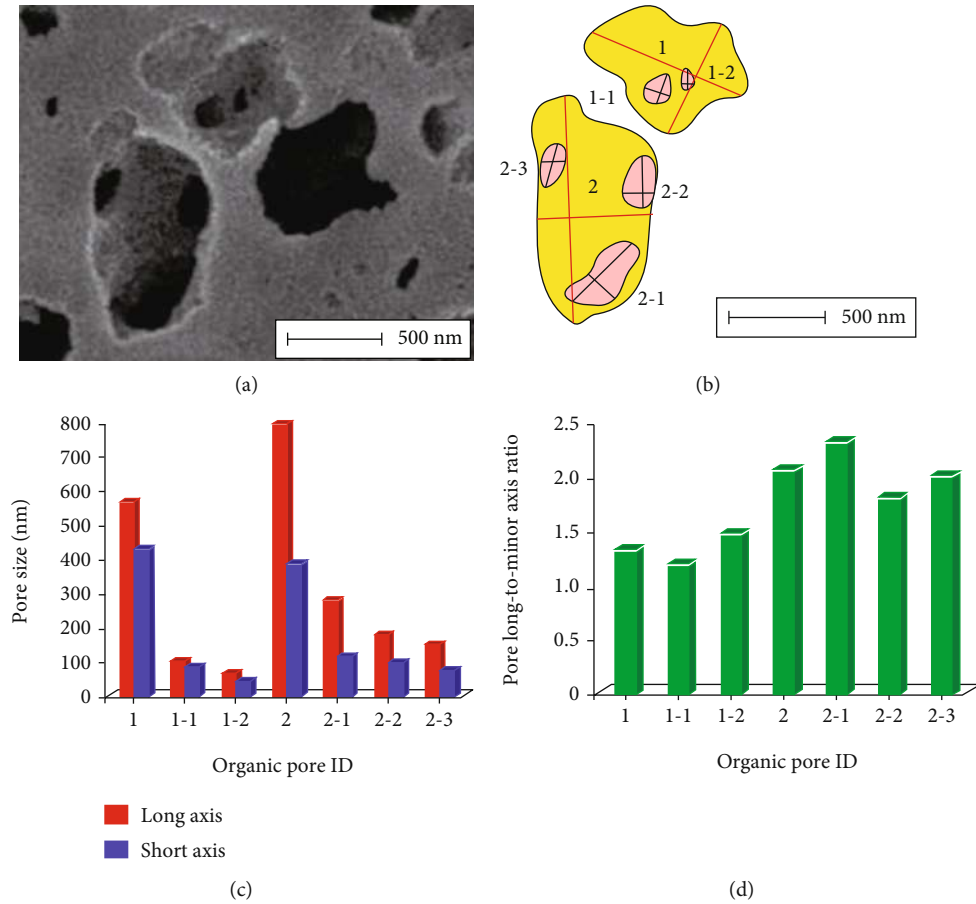 500 nm
(a)
1
1-2
1-1
2-3
2
2-2
2-1
500 nm
(b)
Pore size (nm)
800
700
600
500
400
300
200
100
0
1 1-1 1-2 2 2-1 2-2 2-3
Organic pore ID
Long axis
Short axis
(c)
Pore long-to-minor axis ratio
2.5
2.0
1.5
1.0
0.5
0
1 1-1 1-2 2 2-1 2-2 2-3
Organic pore ID
(d)